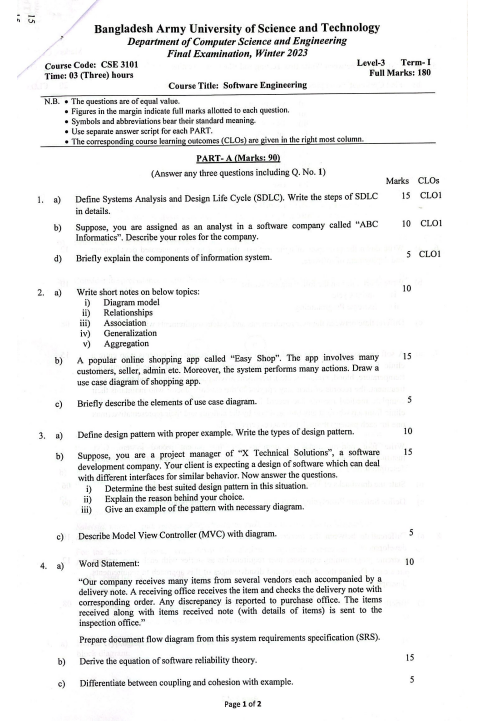 15
Bangladesh Army University of Science and Technology
Department of Computer Science and Engineering
Final Examination, Winter 2023
Course Code: CSE 3101 Level-3 Term- I
Time: 03 (Three) hours Full Marks: 180
Course Title: Software Engineering
N.B. • The questions are of equal value.
• Figures in the margin indicate full marks allotted to each question.
• Symbols and abbreviations bear their standard meaning.
• Use separate answer script for each PART.
• The corresponding course learning outcomes (CLOs) are given in the right most column.
PART- A (Marks: 90)
(Answer any three questions including Q. No. 1)
Marks CLOs
1. a) Define Systems Analysis and Design Life Cycle (SDLC). Write the steps of SDLC 15 CLO1
in details.
b) Suppose, you are assigned as an analyst in a software company called "ABC 10 CLO1
Informatics". Describe your roles for the company.
d) Briefly explain the components of information system. 5 CLO1
2. a) Write short notes on below topics: 10
i) Diagram model
ii) Relationships
iii) Association
iv) Generalization
v) Aggregation
b) A popular online shopping app called "Easy Shop". The app involves many 15
customers, seller, admin etc. Moreover, the system performs many actions. Draw a
use case diagram of shopping app.
c) Briefly describe the elements of use case diagram. 5
3. a) Define design pattern with proper example. Write the types of design pattern. 10
b) Suppose, you are a project manager of "X Technical Solutions", a software 15
development company. Your client is expecting a design of software which can deal
with different interfaces for similar behavior. Now answer the questions.
i) Determine the best suited design pattern in this situation.
ii) Explain the reason behind your choice.
iii) Give an example of the pattern with necessary diagram.
c) Describe Model View Controller (MVC) with diagram. 5
4. a) Word Statement: 10
"Our company receives many items from several vendors each accompanied by a
delivery note. A receiving office receives the item and checks the delivery note with
corresponding order. Any discrepancy is reported to purchase office. The items
received along with items received note (with details of items) is sent to the
inspection office."
Prepare document flow diagram from this system requirements specification (SRS).
b) Derive the equation of software reliability theory. 15
c) Differentiate between coupling and cohesion with example. 5
Page 1 of 2